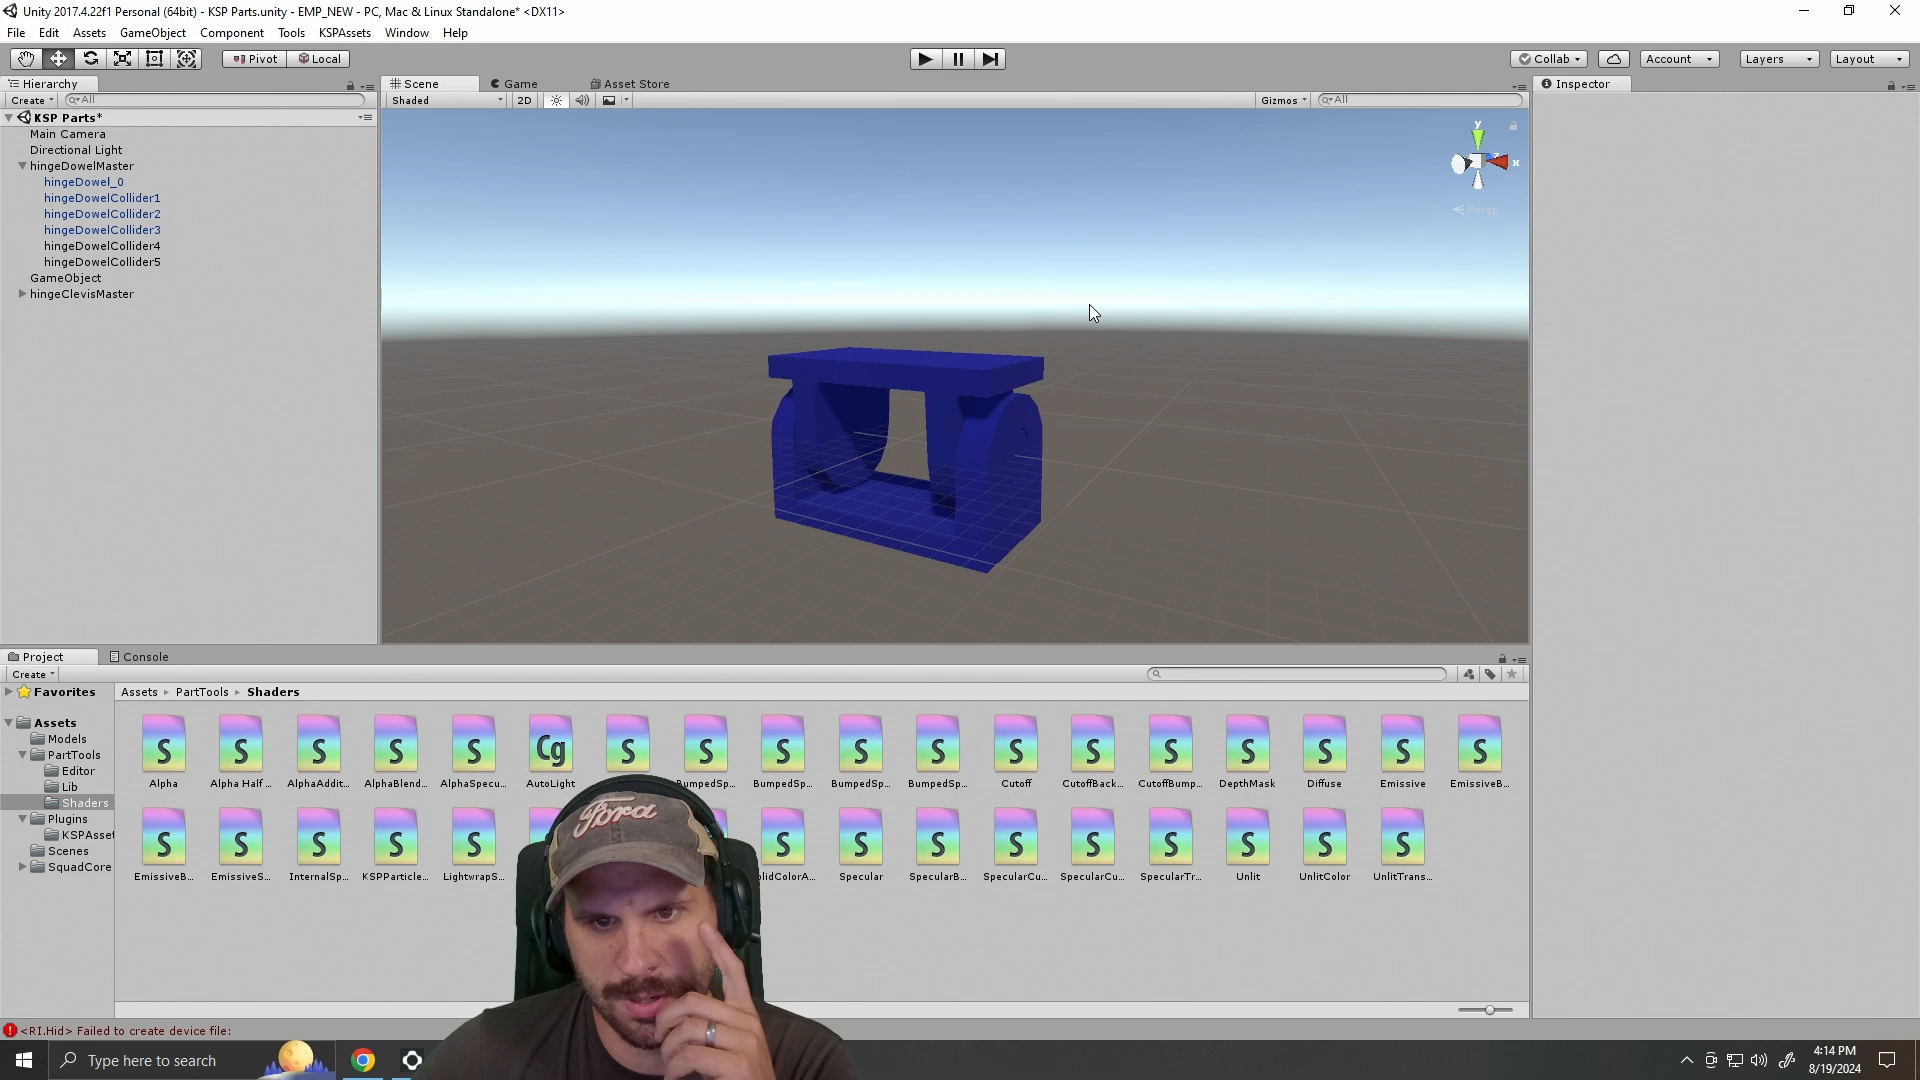 Unity 2017.4.22f1 Personal (64bit) - KSP Parts.unity - EMP_NEW - PC, Mac & Linux Standalone* <DX11>
File Edit Assets GameObject Component Tools KSPAssets Window Help
Pivot Local Collab Account Layers Layout
Hierarchy
Create All
KSP Parts*
Main Camera
Directional Light
hingeDowelMaster
hingeDowel_0
hingeDowelCollider1
hingeDowelCollider2
hingeDowelCollider3
hingeDowelCollider4
hingeDowelCollider5
GameObject
hingeClevisMaster
Scene Game Asset Store
Shaded 2D Gizmos All
y
x
Persp
Inspector
Project Console
Create
Favorites
Assets
Models
PartTools
Editor
Lib
Shaders
Plugins
KSPAsset
Scenes
SquadCore
Assets PartTools Shaders
S S S S S Cg S S S S S S S S S S S S
Alpha Alpha Half ... AlphaAddit... AlphaBlend... AlphaSpecu... AutoLight BumpedSp... BumpedSp... BumpedSp... BumpedSp... Cutoff CutoffBack... CutoffBump... DepthMask Diffuse Emissive EmissiveB...
S S S S S S S S S S S S S S
EmissiveB... EmissiveS... InternalSp... KSPParticle... LightwrapS... olidColorA... Specular SpecularB... SpecularCu... SpecularCu... SpecularTr... Unlit UnlitColor UnlitTrans...
Ford
<RI.Hid> Failed to create device file:
Type here to search
4:14 PM
8/19/2024